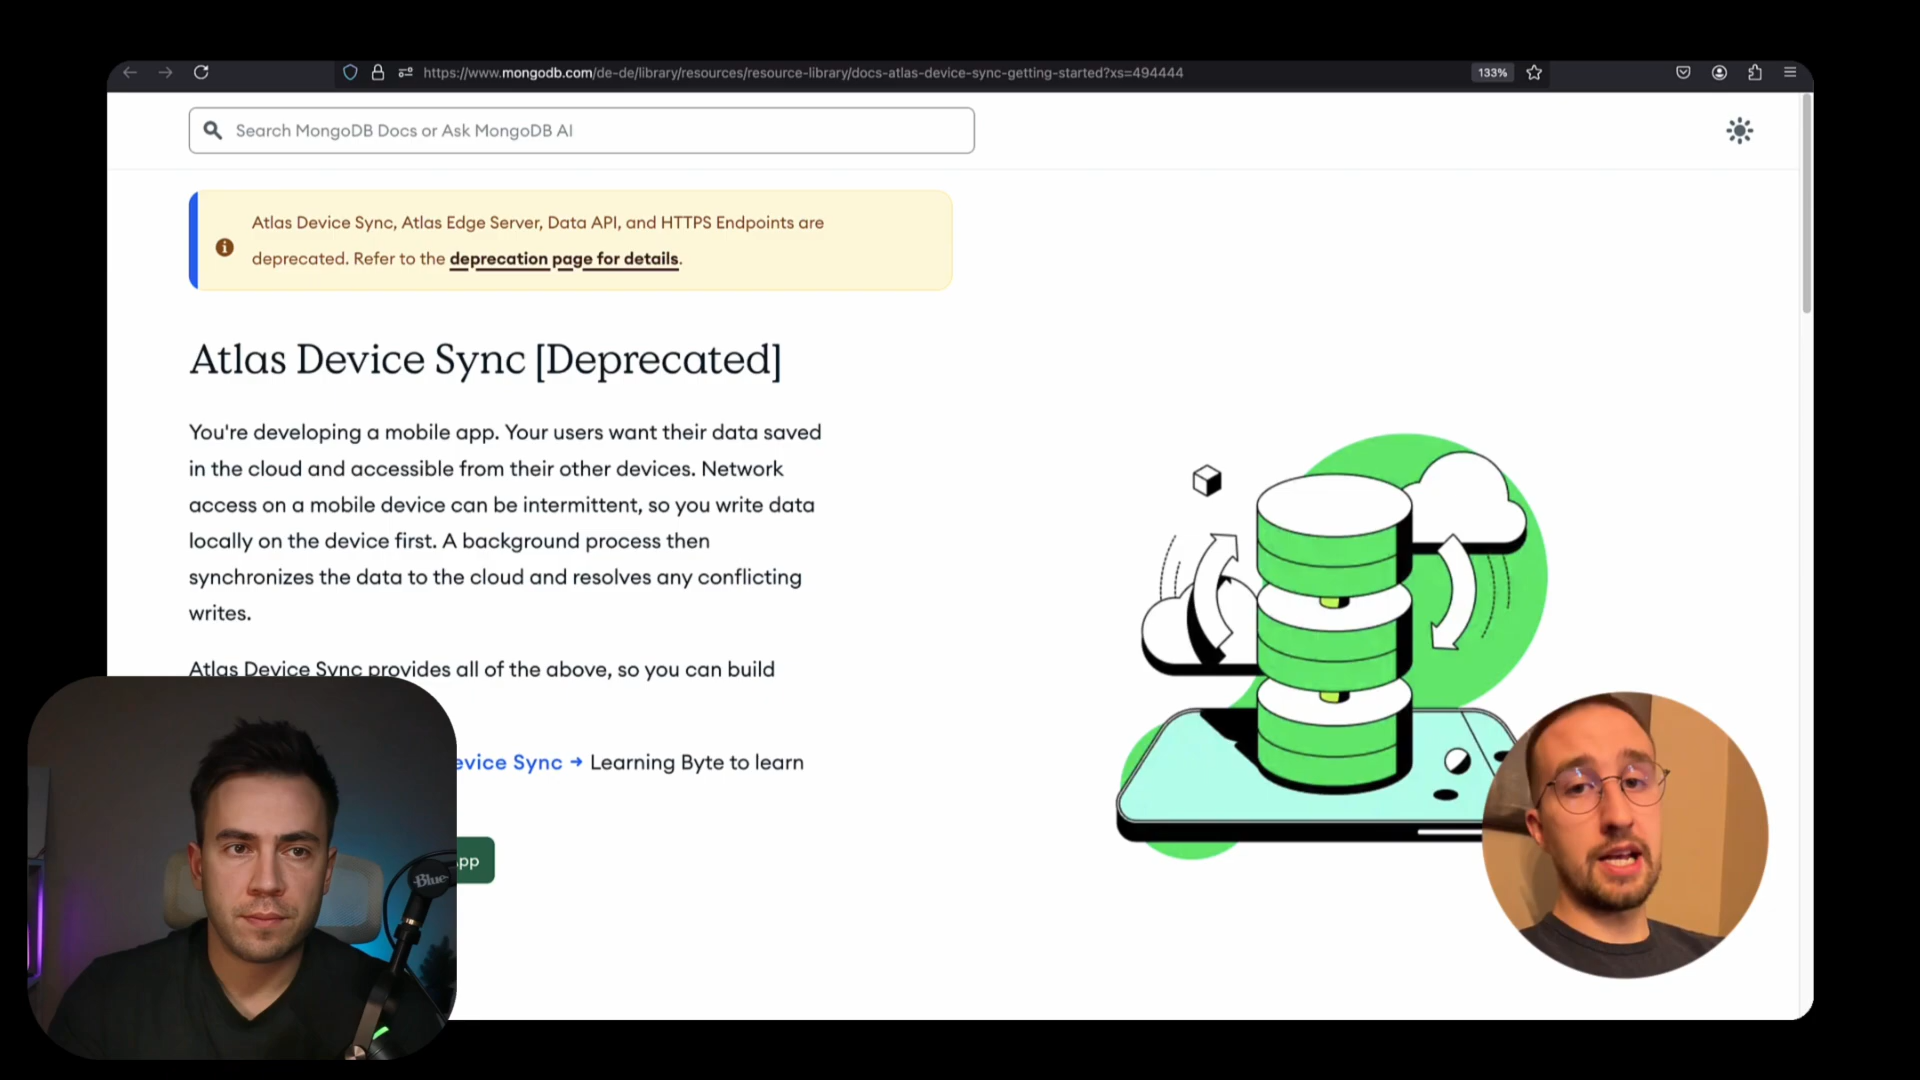 https://www.mongodb.com/de-de/library/resources/resource-library/docs-atlas-device-sync-getting-started?xs=494444
133%
Search MongoDB Docs or Ask MongoDB AI
Atlas Device Sync, Atlas Edge Server, Data API, and HTTPS Endpoints are
deprecated. Refer to the deprecation page for details.
Atlas Device Sync [Deprecated]
You're developing a mobile app. Your users want their data saved
in the cloud and accessible from their other devices. Network
access on a mobile device can be intermittent, so you write data
locally on the device first. A background process then
synchronizes the data to the cloud and resolves any conflicting
writes.
Atlas Device Sync provides all of the above, so you can build
evice Sync → Learning Byte to learn
pp
Blue